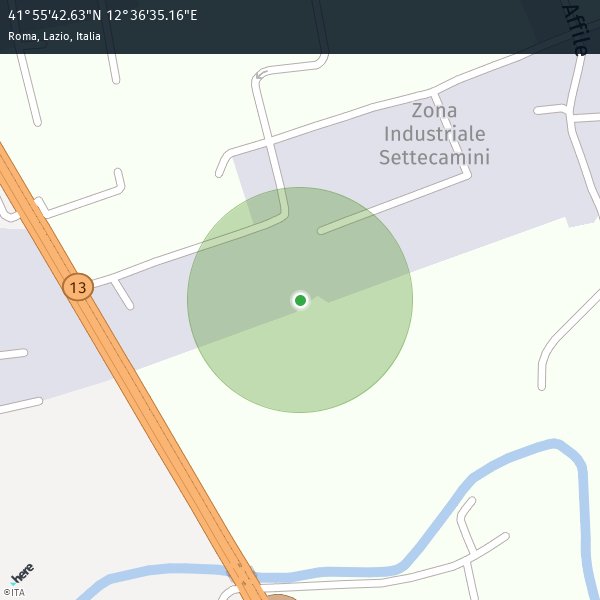 41°55'42.63"N 12°36'35.16"E
Roma, Lazio, Italia
Affile
Zona
Industriale
Settecamini
13
here
©ITA